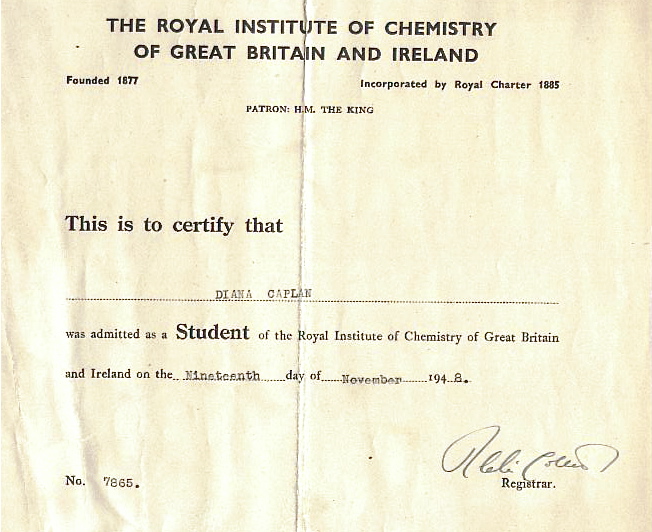 THE ROYAL INSTITUTE OF CHEMISTRY
OF GREAT BRITAIN AND IRELAND
Founded 1877 Incorporated by Royal Charter 1885
PATRON: H.M. THE KING
This is to certify that
DIANA CAPLAN
was admitted as a Student of the Royal Institute of Chemistry of Great Britain
and Ireland on the Nineteenth day of November 1948.
No. 7865.
Registrar.